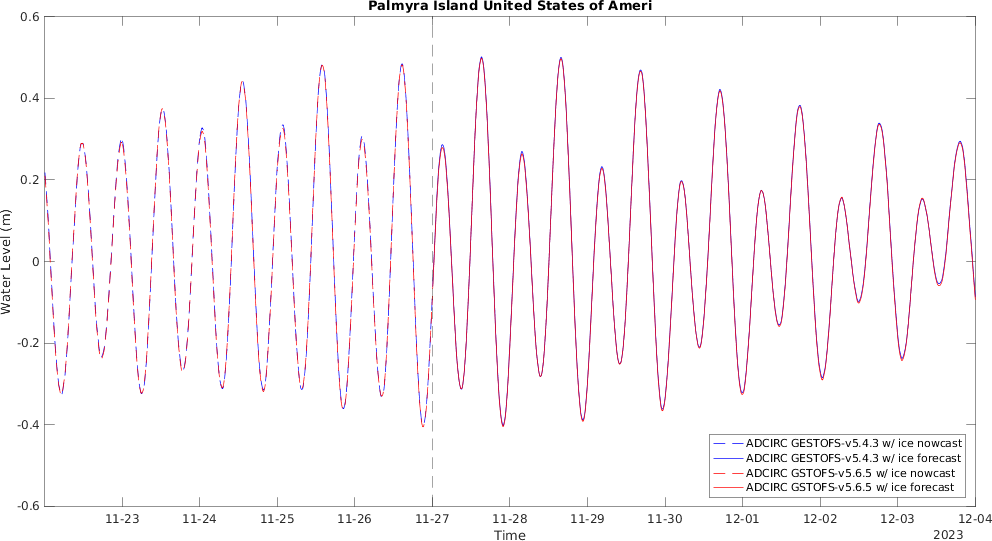 Palmyra Island United States of Ameri
0.6
0.4
0.2
0
-0.2
-0.4
-0.6
Water Level (m)
ADCIRC GESTOFS-v5.4.3 w/ ice nowcast
ADCIRC GESTOFS-v5.4.3 w/ ice forecast
ADCIRC GSTOFS-v5.6.5 w/ ice nowcast
ADCIRC GSTOFS-v5.6.5 w/ ice forecast
11-23 11-24 11-25 11-26 11-27 11-28 11-29 11-30 12-01 12-02 12-03 12-04
Time
2023